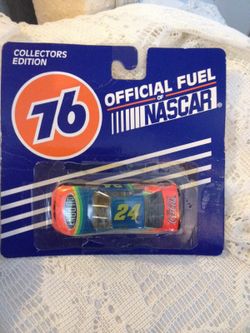 COLLECTORS
EDITION
76
OFFICIAL FUEL
OF
NASCAR
24